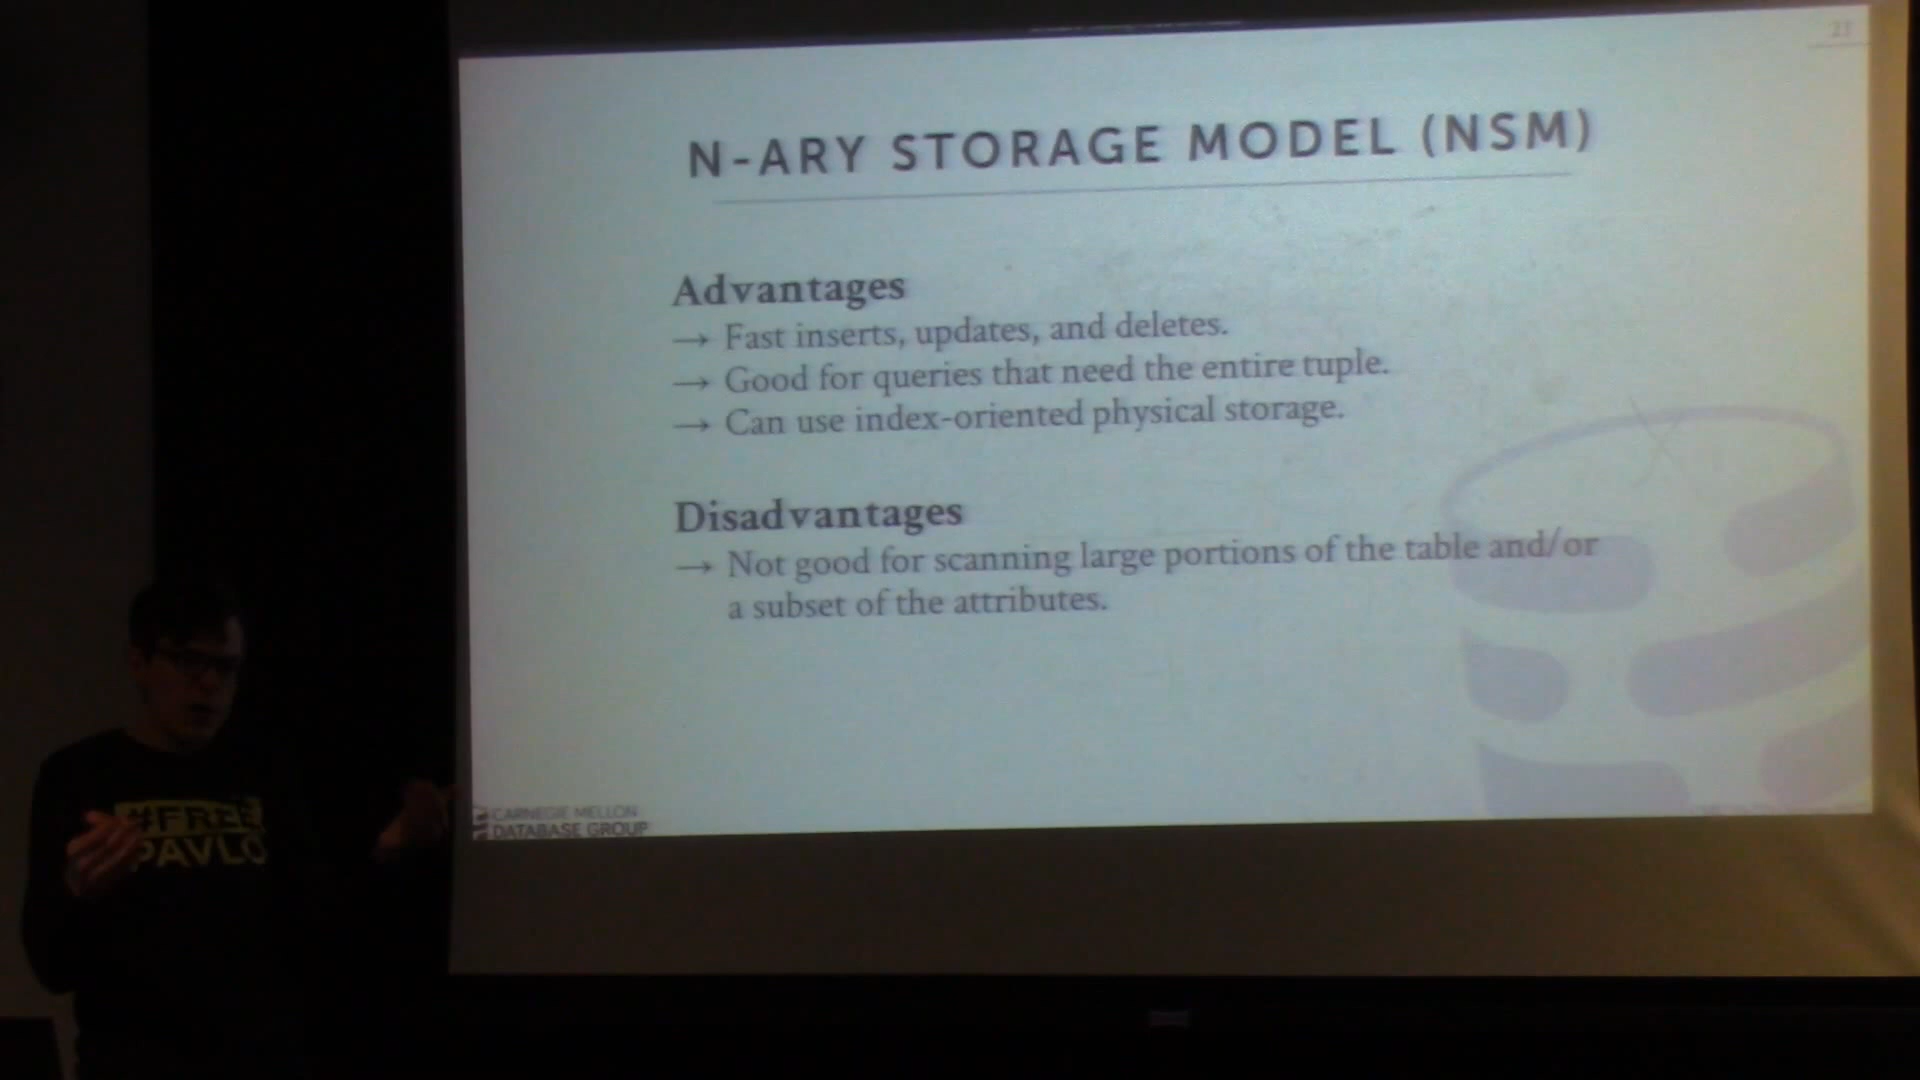 21
N-ARY STORAGE MODEL (NSM)
Advantages
→ Fast inserts, updates, and deletes.
→ Good for queries that need the entire tuple.
→ Can use index-oriented physical storage.
Disadvantages
→ Not good for scanning large portions of the table and/or
a subset of the attributes.
CARNEGIE MELLON
DATABASE GROUP
#FREE
PAVLO